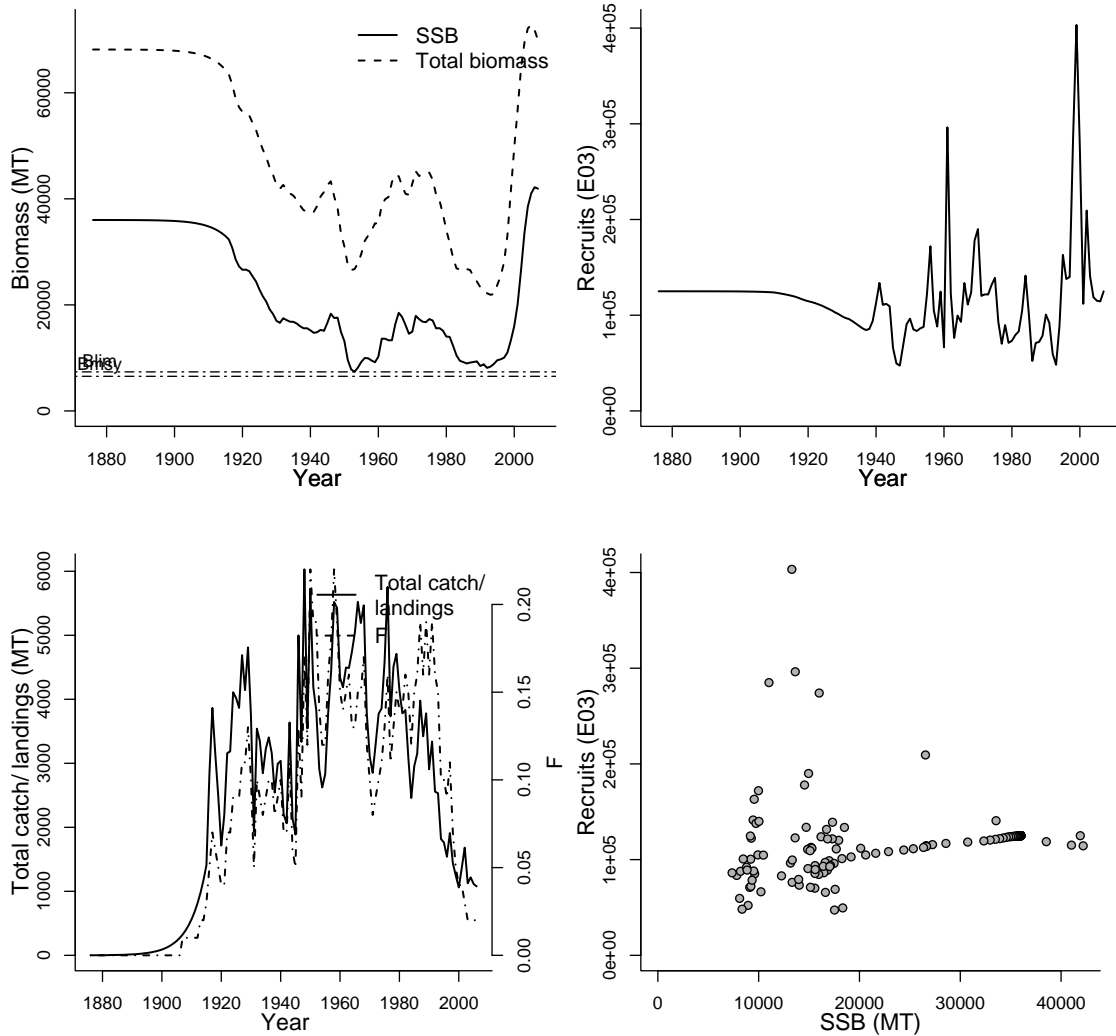 SSB
Total biomass
Biomass (MT)
0
20000
40000
60000
Blim
Bmsy
1880 1900 1920 1940 1960 1980 2000
Year
Recruits (E03)
0e+00
1e+05
2e+05
3e+05
4e+05
1880 1900 1920 1940 1960 1980 2000
Year
Total catch/
landings
F
Total catch/ landings (MT)
0
1000
2000
3000
4000
5000
6000
F
0.00
0.05
0.10
0.15
0.20
1880 1900 1920 1940 1960 1980 2000
Year
Recruits (E03)
0e+00
1e+05
2e+05
3e+05
4e+05
0 10000 20000 30000 40000
SSB (MT)